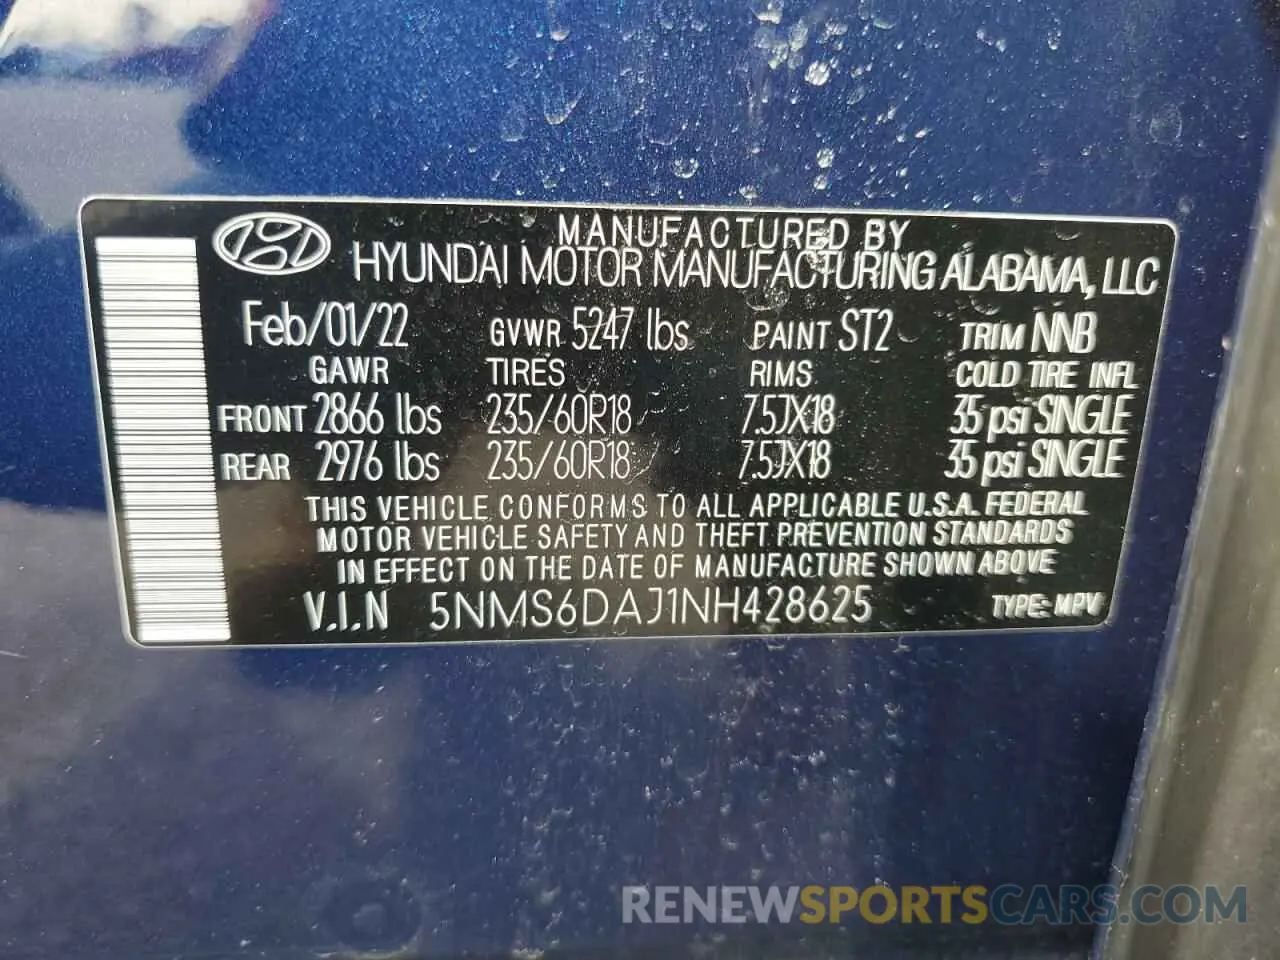 MANUFACTURED BY
HYUNDAI MOTOR MANUFACTURING ALABAMA, LLC
Feb/01/22 GVWR 5247 lbs PAINT ST2 TRIM NNB
GAWR TIRES RIMS COLD TIRE INFL
FRONT 2866 lbs 235/60R18 7.5JX18 35 psi SINGLE
REAR 2976 lbs 235/60R18 7.5JX18 35 psi SINGLE
THIS VEHICLE CONFORMS TO ALL APPLICABLE U.S.A. FEDERAL
MOTOR VEHICLE SAFETY AND THEFT PREVENTION STANDARDS
IN EFFECT ON THE DATE OF MANUFACTURE SHOWN ABOVE
V.I.N 5NMS6DAJ1NH428625 TYPE: MPV
RENEWSPORTSCARS.COM